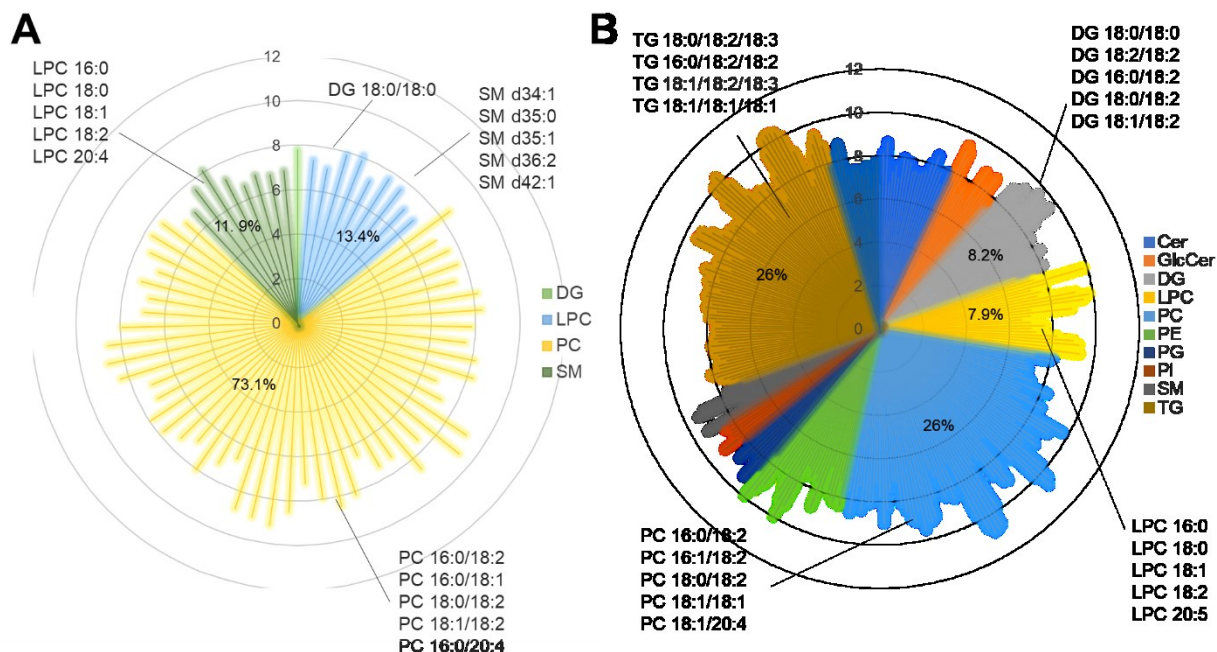 A
LPC 16:0
LPC 18:0
LPC 18:1
LPC 18:2
LPC 20:4
DG 18:0/18:0
SM d34:1
SM d35:0
SM d35:1
SM d36:2
SM d42:1
12
10
8
6
4
2
0
11. 9%
13.4%
73.1%
DG
LPC
PC
SM
PC 16:0/18:2
PC 16:0/18:1
PC 18:0/18:2
PC 18:1/18:2
PC 16:0/20:4
B
TG 18:0/18:2/18:3
TG 16:0/18:2/18:2
TG 18:1/18:2/18:3
TG 18:1/18:1/18:1
DG 18:0/18:0
DG 18:2/18:2
DG 16:0/18:2
DG 18:0/18:2
DG 18:1/18:2
12
10
8
6
4
2
0
26%
8.2%
7.9%
26%
Cer
GlcCer
DG
LPC
PC
PE
PG
PI
SM
TG
PC 16:0/18:2
PC 16:1/18:2
PC 18:0/18:2
PC 18:1/18:1
PC 18:1/20:4
LPC 16:0
LPC 18:0
LPC 18:1
LPC 18:2
LPC 20:5